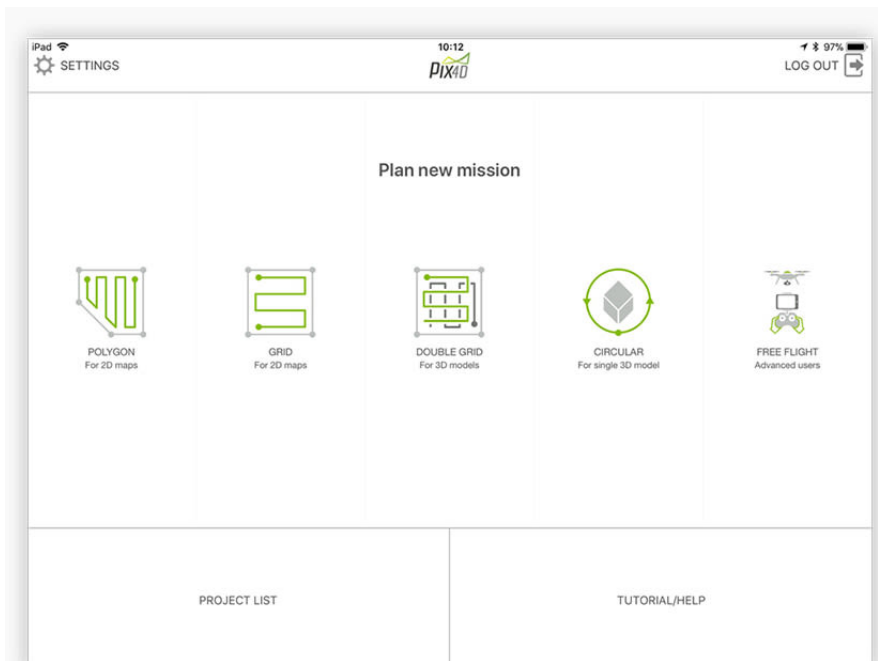 iPad 10:12 97%
SETTINGS PIX4D LOG OUT
Plan new mission
POLYGON
For 2D maps
GRID
For 2D maps
DOUBLE GRID
For 3D models
CIRCULAR
For single 3D model
FREE FLIGHT
Advanced users
PROJECT LIST
TUTORIAL/HELP